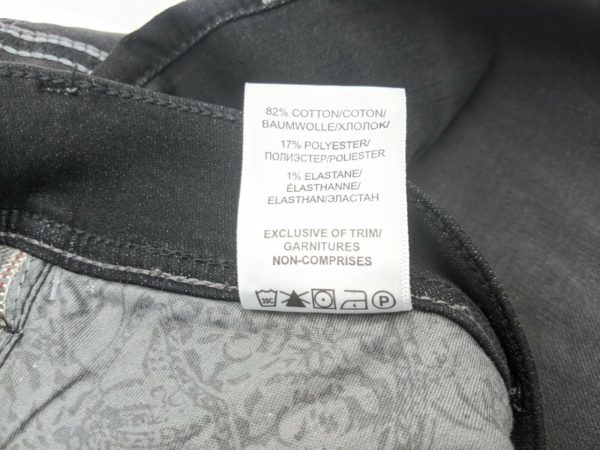 82% COTTON/COTON/
BAUMWOLLE/ХЛОПОК/
17% POLYESTER/
ПОЛИЭСТЕР/POLIESTER
1% ELASTANE/
ÉLASTHANNE/
ELASTHAN/ЭЛАСТАН
EXCLUSIVE OF TRIM/
GARNITURES
NON-COMPRISES
30C P